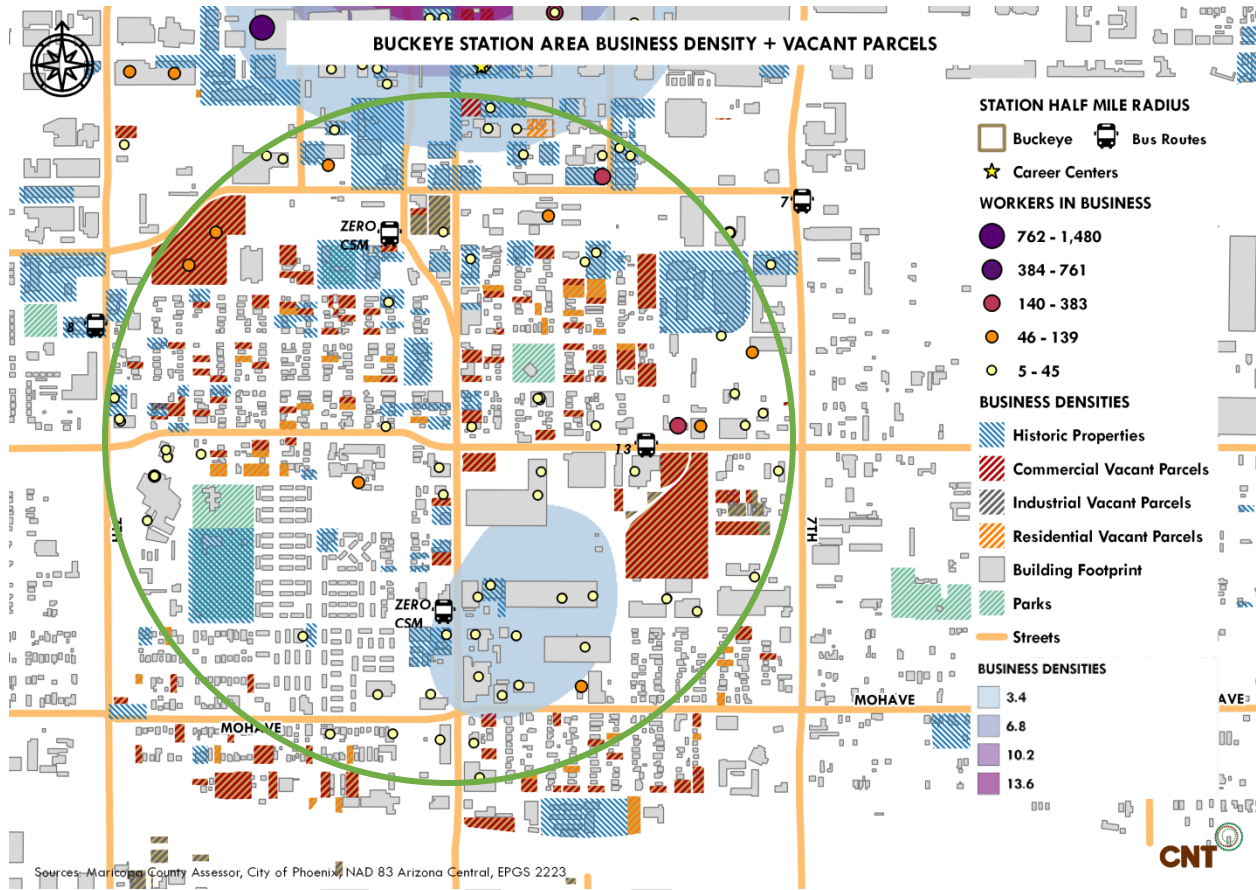 BUCKEYE STATION AREA BUSINESS DENSITY + VACANT PARCELS
STATION HALF MILE RADIUS
Buckeye
Bus Routes
Career Centers
WORKERS IN BUSINESS
762 - 1,480
384 - 761
140 - 383
46 - 139
5 - 45
BUSINESS DENSITIES
Historic Properties
Commercial Vacant Parcels
Industrial Vacant Parcels
Residential Vacant Parcels
Building Footprint
Parks
Streets
BUSINESS DENSITIES
3.4
6.8
10.2
13.6
7
ZERO
CSM
8
13
7TH
7TH
ZERO
CSM
MOHAVE
MOHAVE
AVE
Sources: Maricopa County Assessor, City of Phoenix, NAD 83 Arizona Central, EPGS 2223
CNT